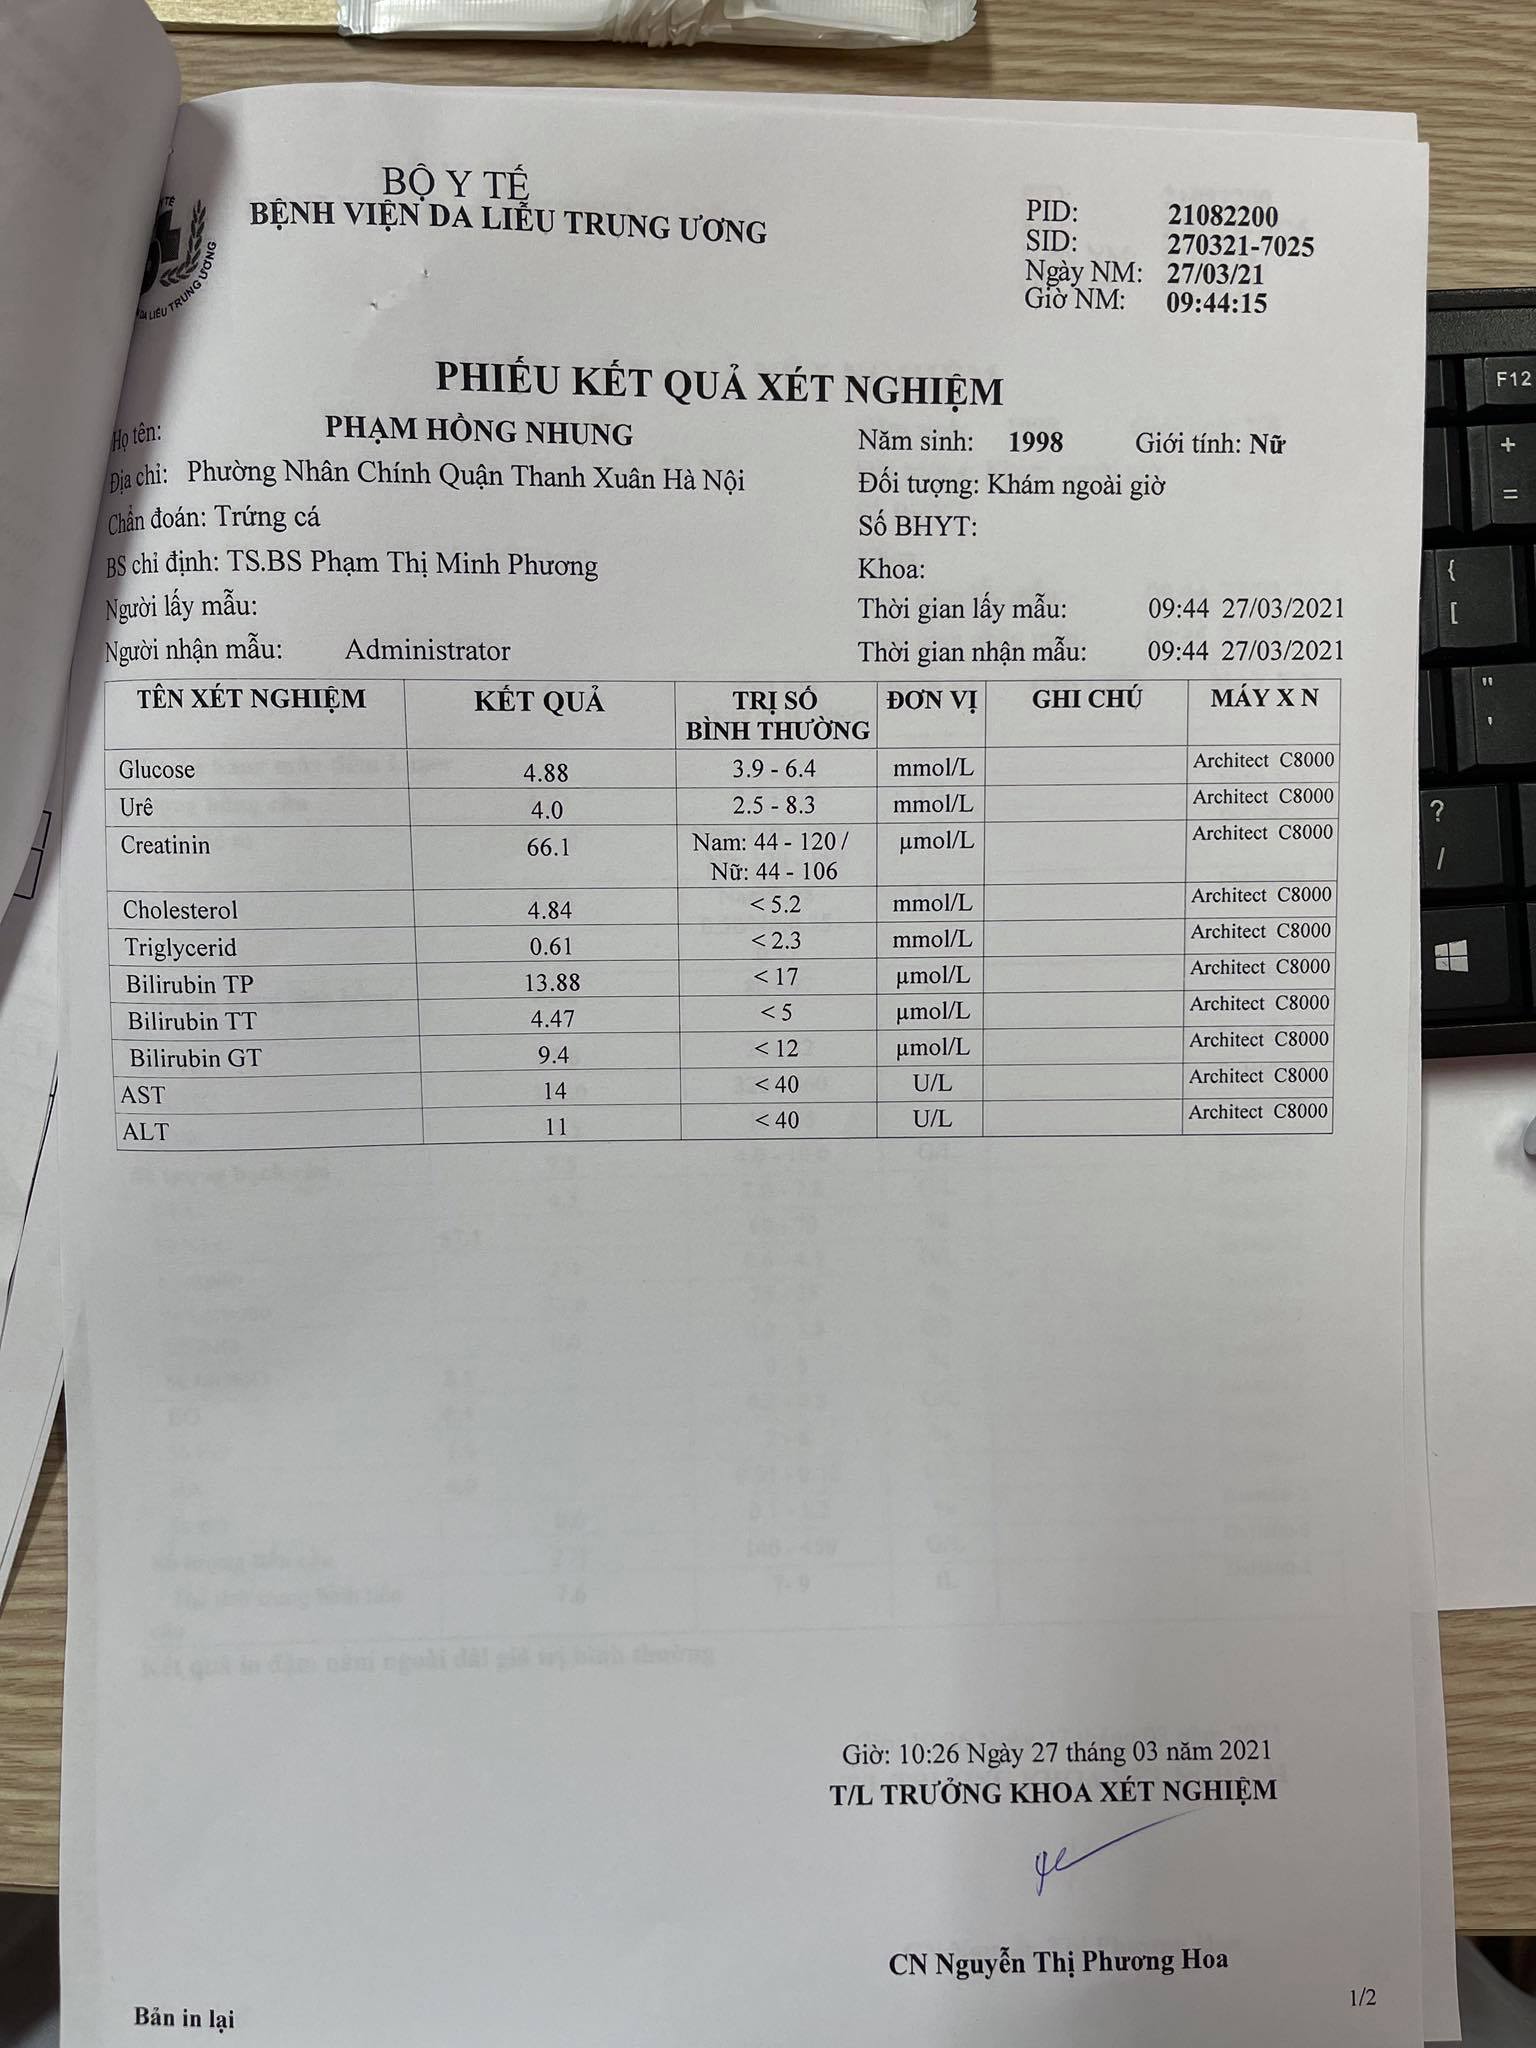 BỘ Y TẾ
BỆNH VIỆN DA LIỄU TRUNG ƯƠNG
DA LIỄU TRUNG ƯƠNG
PID: 21082200
SID: 270321-7025
Ngày NM: 27/03/21
Giờ NM: 09:44:15
PHIẾU KẾT QUẢ XÉT NGHIỆM
Họ tên: PHẠM HỒNG NHUNG Năm sinh: 1998 Giới tính: Nữ
Địa chỉ: Phường Nhân Chính Quận Thanh Xuân Hà Nội Đối tượng: Khám ngoài giờ
Chẩn đoán: Trứng cá Số BHYT:
BS chỉ định: TS.BS Phạm Thị Minh Phương Khoa:
Người lấy mẫu: Thời gian lấy mẫu: 09:44 27/03/2021
Người nhận mẫu: Administrator Thời gian nhận mẫu: 09:44 27/03/2021
TÊN XÉT NGHIỆM KẾT QUẢ TRỊ SỐ BÌNH THƯỜNG ĐƠN VỊ GHI CHÚ MÁY X N
Glucose 4.88 3.9 - 6.4 mmol/L Architect C8000
Urê 4.0 2.5 - 8.3 mmol/L Architect C8000
Creatinin 66.1 Nam: 44 - 120 / Nữ: 44 - 106 µmol/L Architect C8000
Cholesterol 4.84 < 5.2 mmol/L Architect C8000
Triglycerid 0.61 < 2.3 mmol/L Architect C8000
Bilirubin TP 13.88 < 17 µmol/L Architect C8000
Bilirubin TT 4.47 < 5 µmol/L Architect C8000
Bilirubin GT 9.4 < 12 µmol/L Architect C8000
AST 14 < 40 U/L Architect C8000
ALT 11 < 40 U/L Architect C8000
Kết quả in đậm nằm ngoài dải giá trị bình thường
Giờ: 10:26 Ngày 27 tháng 03 năm 2021
T/L TRƯỞNG KHOA XÉT NGHIỆM
CN Nguyễn Thị Phương Hoa
1/2
Bản in lại
F12
+
=
{
[
"
'
?
/